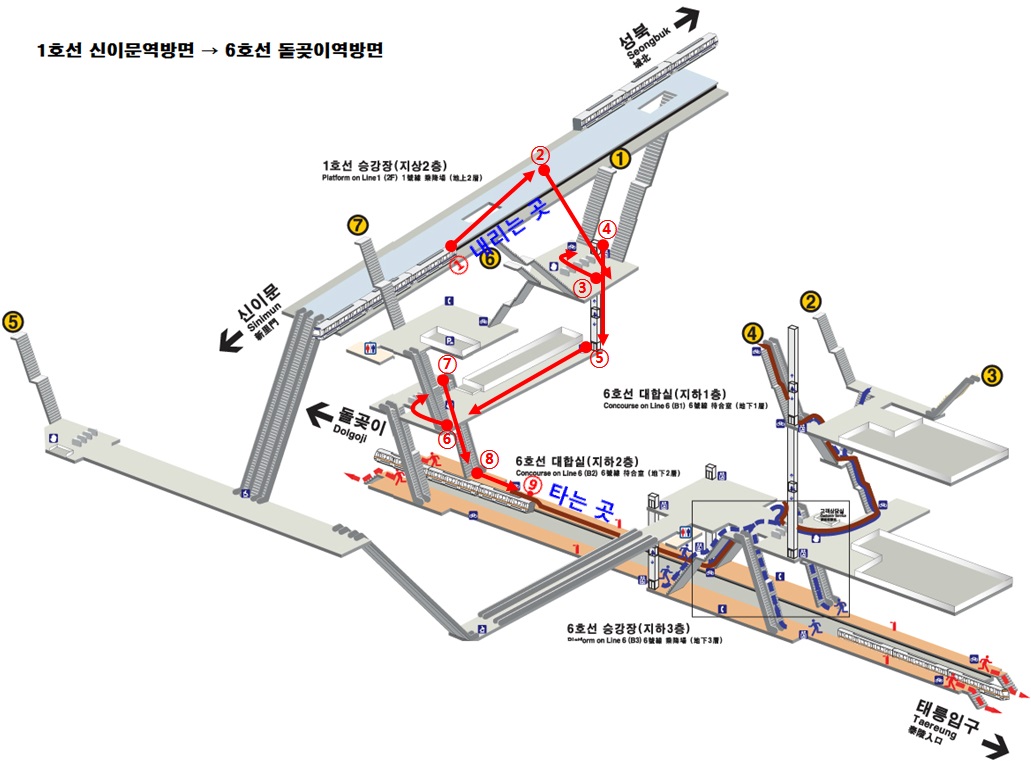 1호선 신이문역방면 → 6호선 돌곶이역방면
성북
Seongbuk
城北
1호선 승강장(지상2층)
Platform on Line1 (2F) 1號線 乘降場 (地上2層)
②
①
⑦
내리는 곳
①
⑥
④
③
신이문
Sinimun
新里門
⑤
②
④
③
⑤
⑦
6호선 대합실(지하1층)
Concourse on Line 6 (B1) 6號線 待合室 (地下1層)
돌곶이
Dolgoji
⑥
⑧
6호선 대합실(지하2층)
Concourse on Line 6 (B2) 6號線 待合室 (地下2層)
⑨
타는 곳
고객상담실
6호선 승강장(지하3층)
Platform on Line 6 (B3) 6號線 乘降場 (地下3層)
태릉입구
Taereung
泰陵入口